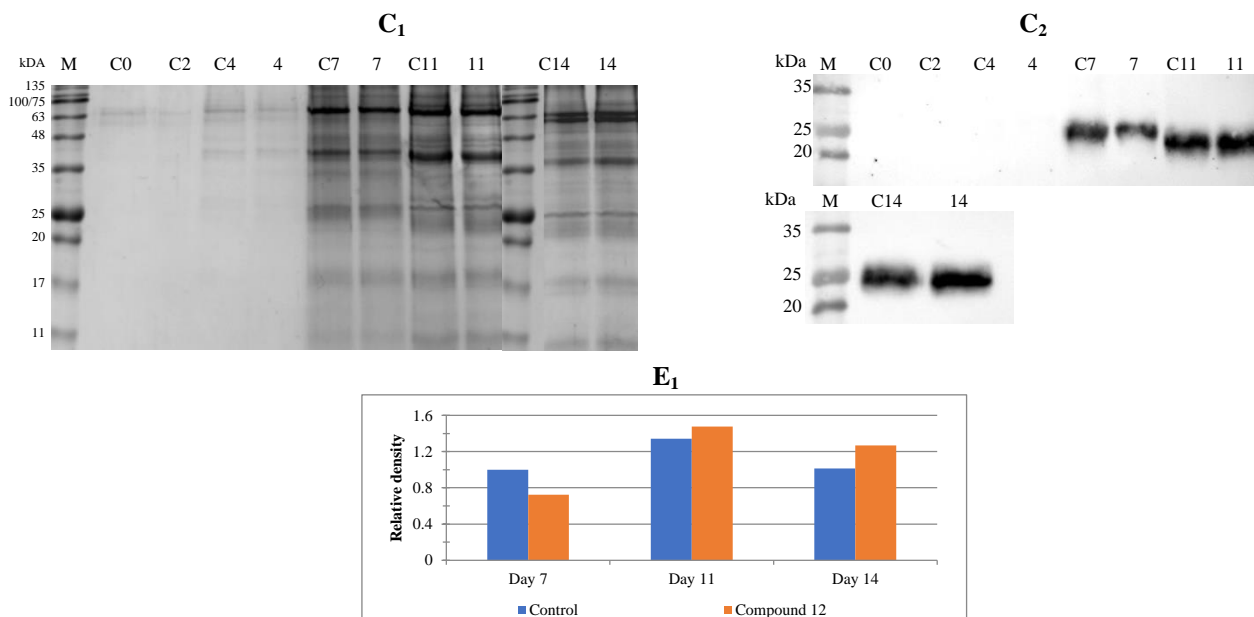 C1
kDA M C0 C2 C4 4 C7 7 C11 11 C14 14
135
100/75
63
48
35
25
20
17
11
C2
kDa M C0 C2 C4 4 C7 7 C11 11
35
25
20
kDa M C14 14
35
25
20
E1
Relative density
1.6
1.2
0.8
0.4
0
Day 7 Day 11 Day 14
Control Compound 12